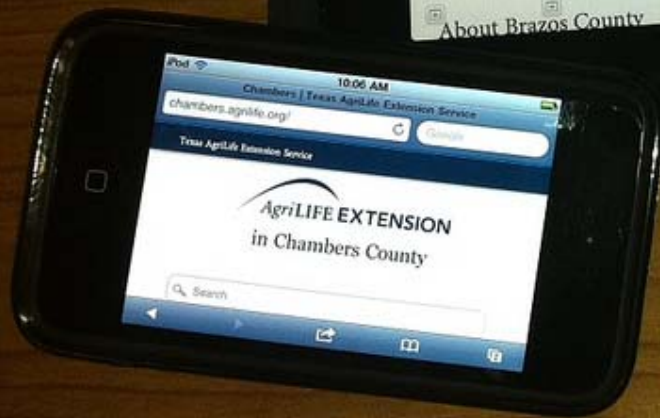 About Brazos County
iPod 10:06 AM
Chambers | Texas AgriLife Extension Service
chambers.agrilife.org/ Google
Texas AgriLife Extension Service
AgriLIFE EXTENSION
in Chambers County
Search
2